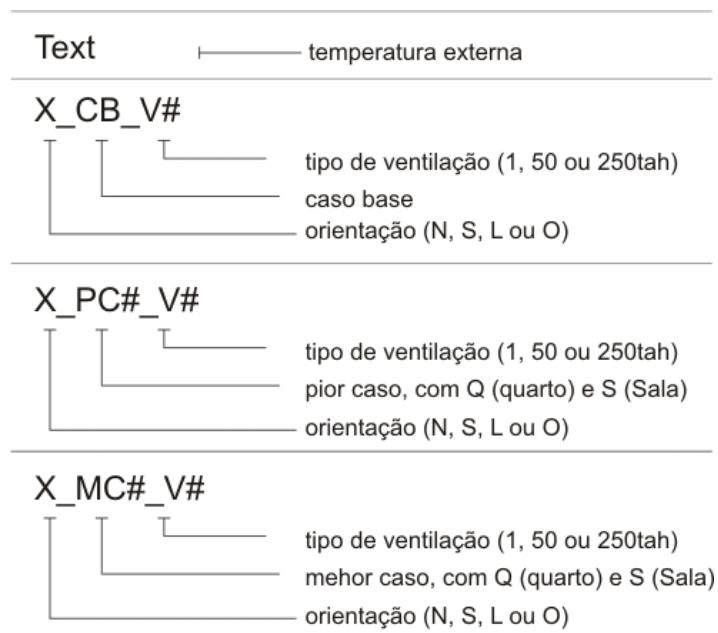 Text temperatura externa
X_CB_V#
tipo de ventilação (1, 50 ou 250tah)
caso base
orientação (N, S, L ou O)
X_PC#_V#
tipo de ventilação (1, 50 ou 250tah)
pior caso, com Q (quarto) e S (Sala)
orientação (N, S, L ou O)
X_MC#_V#
tipo de ventilação (1, 50 ou 250tah)
mehor caso, com Q (quarto) e S (Sala)
orientação (N, S, L ou O)